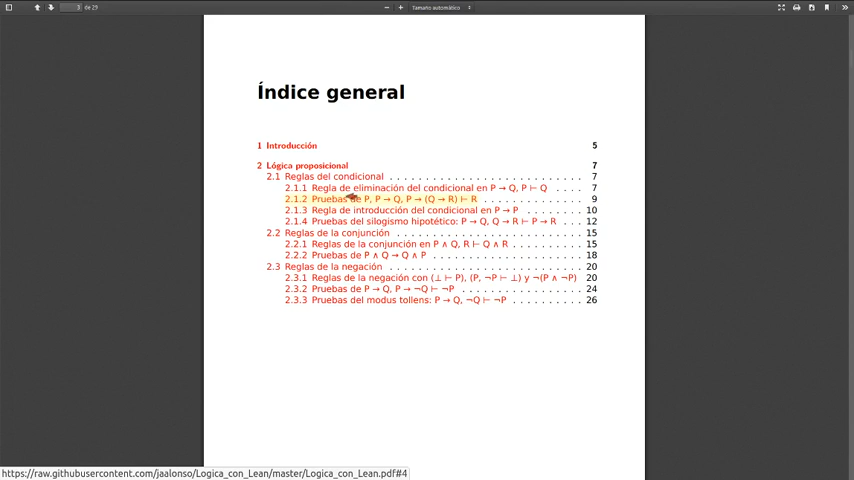 3 de 29 Tamaño automático
Índice general
1 Introducción 5
2 Lógica proposicional 7
2.1 Reglas del condicional . . . . . . . . . . . . . . . . . . . . . . . . . . . . 7
2.1.1 Regla de eliminación del condicional en P → Q, P ⊢ Q . . . . 7
2.1.2 Pruebas de P, P → Q, P → (Q → R) ⊢ R . . . . . . . . . . . . . . 9
2.1.3 Regla de introducción del condicional en P → P . . . . . . . . . 10
2.1.4 Pruebas del silogismo hipotético: P → Q, Q → R ⊢ P → R . . . 12
2.2 Reglas de la conjunción . . . . . . . . . . . . . . . . . . . . . . . . . . . 15
2.2.1 Reglas de la conjunción en P ∧ Q, R ⊢ Q ∧ R . . . . . . . . . . 15
2.2.2 Pruebas de P ∧ Q → Q ∧ P . . . . . . . . . . . . . . . . . . . . . 18
2.3 Reglas de la negación . . . . . . . . . . . . . . . . . . . . . . . . . . . . 20
2.3.1 Reglas de la negación con (⊥ ⊢ P), (P, ¬P ⊢ ⊥) y ¬(P ∧ ¬P) 20
2.3.2 Pruebas de P → Q, P → ¬Q ⊢ ¬P . . . . . . . . . . . . . . . . . 24
2.3.3 Pruebas del modus tollens: P → Q, ¬Q ⊢ ¬P . . . . . . . . . . 26
https://raw.githubusercontent.com/jaalonso/Logica_con_Lean/master/Logica_con_Lean.pdf#4